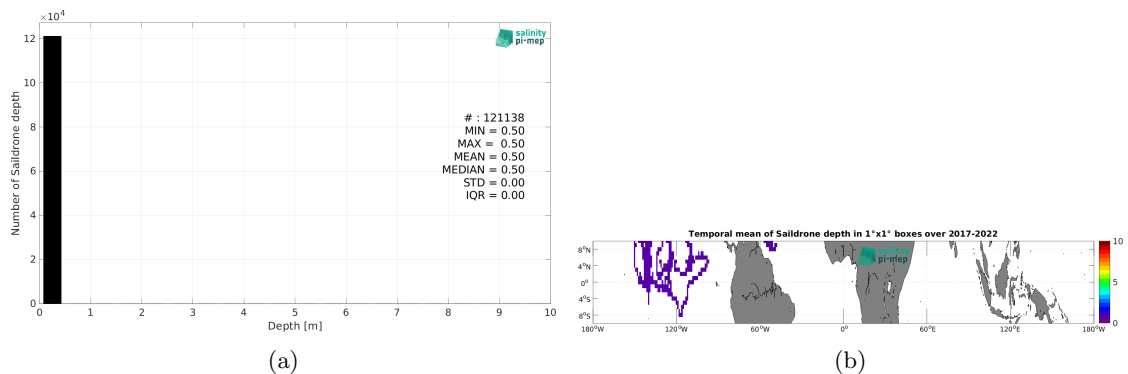 ×10⁴
12
10
8
6
4
2
0
Number of Saildrone depth
salinity
pi-mep
# : 121138
MIN = 0.50
MAX =  0.50
MEAN = 0.50
MEDIAN = 0.50
STD = 0.00
IQR = 0.00
0 1 2 3 4 5 6 7 8 9 10
Depth [m]
(a)
Temporal mean of Saildrone depth in 1°x1° boxes over 2017-2022
salinity
pi-mep
8°N
4°N
0°
4°S
8°S
180°W 120°W 60°W 0° 60°E 120°E 180°W
10
5
0
(b)